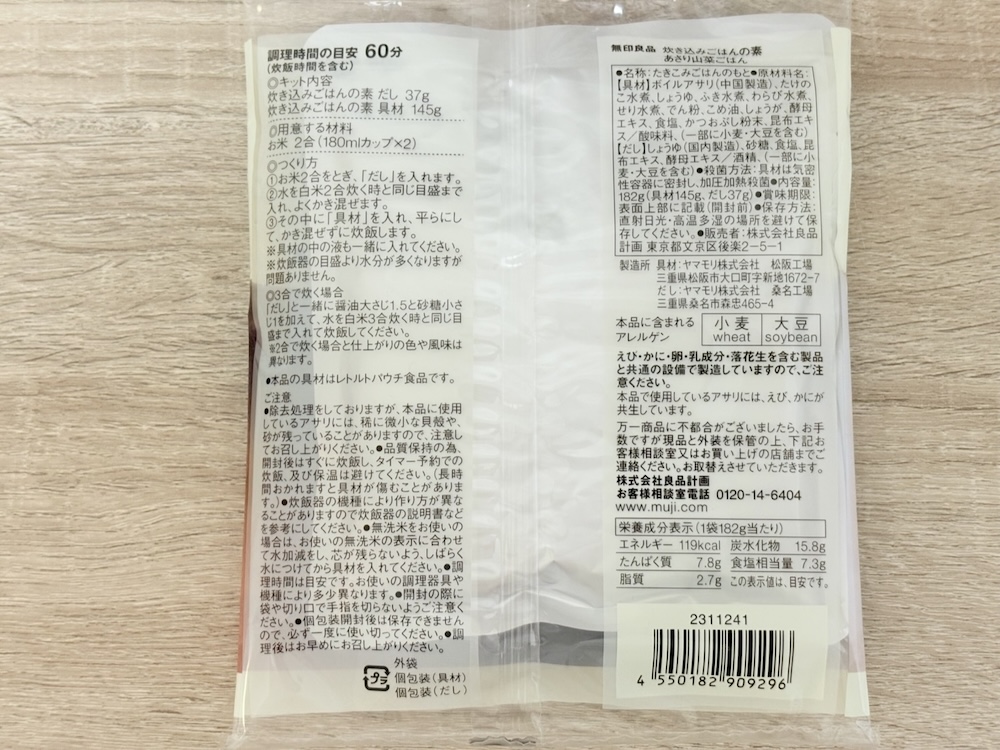 調理時間の目安 60分
(炊飯時間を含む)
◎キット内容
炊き込みごはんの素 だし 37g
炊き込みごはんの素 具材 145g
◎用意する材料
お米 2合(180mlカップ×2)
◎つくり方
①お米2合をとぎ、「だし」を入れます。
②水を白米2合炊く時と同じ目盛まで
入れ、よくかき混ぜます。
③その中に「具材」を入れ、平らにし
て、かき混ぜずに炊飯します。
※具材の中の液も一緒に入れてください。
※炊飯器の目盛より水分が多くなりますが
問題ありません。
◎3合で炊く場合
「だし」と一緒に醤油大さじ1.5と砂糖小さ
じ1を加えて、水を白米3合炊く時と同じ目
盛まで入れて炊飯してください。
※2合で炊く場合と仕上がりの色や風味は
異なります。
●本品の具材はレトルトパウチ食品です。
ご注意
●除去処理をしておりますが、本品に使用
しているアサリには、稀に微小な貝殻や、
砂が残っていることがありますので、注意し
てお召し上がりください。●品質保持の為、
開封後はすぐに炊飯し、タイマー予約での
炊飯、及び保温は避けてください。(長時
間おかれますと具材が傷むことがありま
す。)●炊飯器の機種により作り方が異な
ることがありますので炊飯器の説明書など
を参考にしてください。●無洗米をお使いの
場合は、お使いの無洗米の表示に合わせ
て水加減をし、芯が残らないよう、しばらく
水につけてから具材を入れてください。●調
理時間は目安です。お使いの調理器具や
機種により多少異なります。●開封の際に
袋や切り口で手指を切らないようご注意くだ
さい。●個包装開封後は保存できません
ので、必ず一度に使い切ってください。●調
理後はお早めにお召し上がりください。
プラ
外袋
個包装(具材)
個包装(だし)
無印良品 炊き込みごはんの素
あさり山菜ごはん
●名称:たきこみごはんのもと●原材料名:
【具材】ボイルアサリ(中国製造)、たけの
こ水煮、しょうゆ、ふき水煮、わらび水煮、
せり水煮、でん粉、こめ油、しょうが、酵母
エキス、食塩、かつおぶし粉末、昆布エキ
ス/酸味料、(一部に小麦・大豆を含む)
【だし】しょうゆ(国内製造)、砂糖、食塩、昆
布エキス、酵母エキス/酒精、(一部に小
麦・大豆を含む)●殺菌方法:具材は気密
性容器に密封し、加圧加熱殺菌●内容量:
182g(具材145g、だし37g)●賞味期限:
表面上部に記載(開封前)●保存方法:
直射日光・高温多湿の場所を避けて保
存してください。●販売者:株式会社良品
計画 東京都文京区後楽2-5-1
製造所 具材:ヤマモリ株式会社 松阪工場
三重県松阪市大口町字新地1672-7
だし:ヤマモリ株式会社 桑名工場
三重県桑名市森忠465-4
本品に含まれる
アレルゲン
小麦
wheat
大豆
soybean
えび・かに・卵・乳成分・落花生を含む製品
と共通の設備で製造していますので、ご注
意ください。
本品で使用しているアサリには、えび、かにが
共生しています。
万一商品に不都合がございましたら、お手
数ですが現品と外装を保管の上、下記お
客様相談室又はお買い上げの店舗までご
連絡ください。お取替えさせていただきます。
株式会社良品計画
お客様相談室電話 0120-14-6404
www.muji.com
栄養成分表示(1袋182g当たり)
エネルギー 119kcal 炭水化物 15.8g
たんぱく質 7.8g 食塩相当量 7.3g
脂質 2.7g この表示値は、目安です。
2311241
4 550182 909296